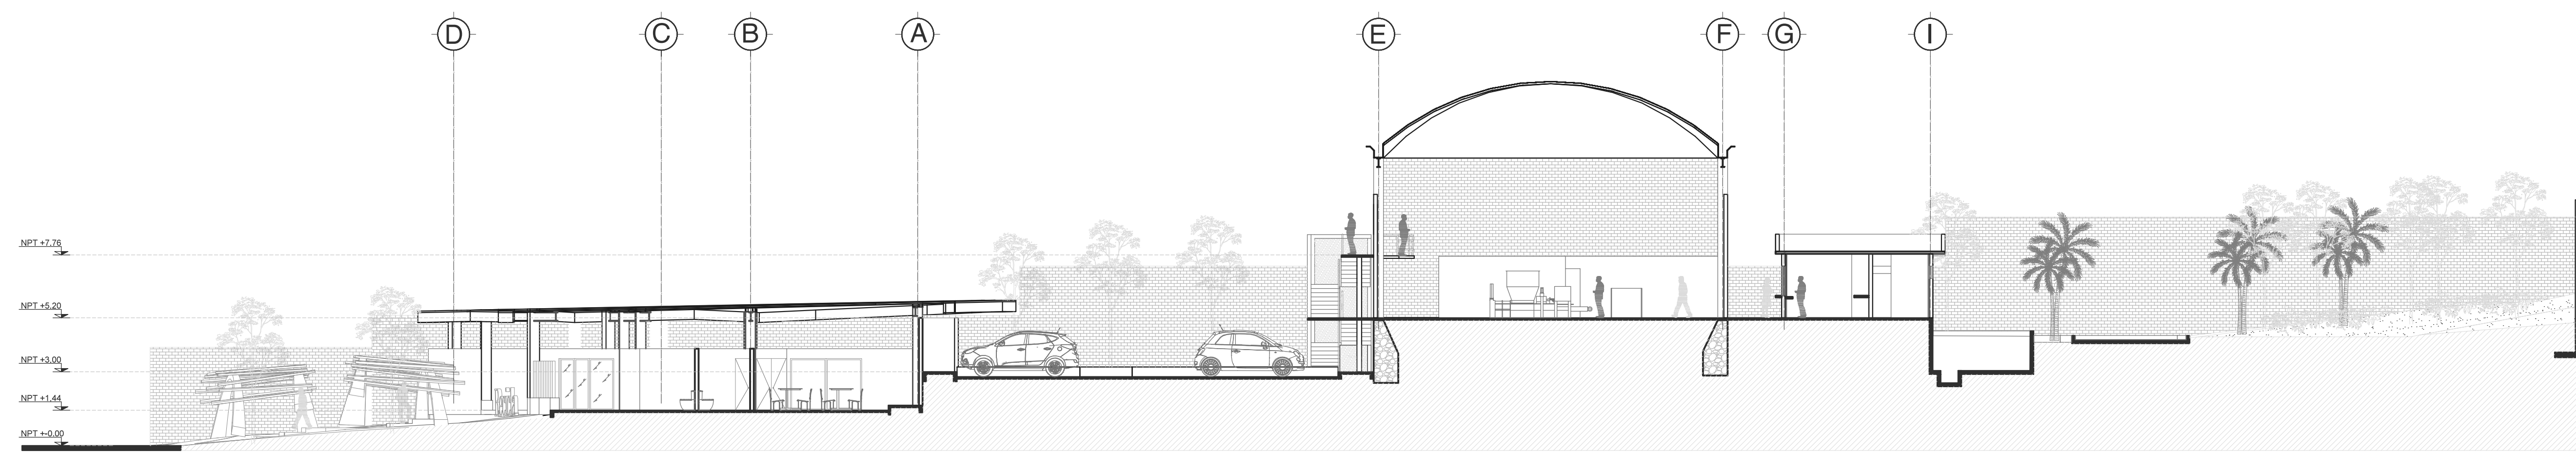 D C B A E F G I
NPT +7.76
NPT +5.20
NPT +3.00
NPT +1.44
NPT +-0.00